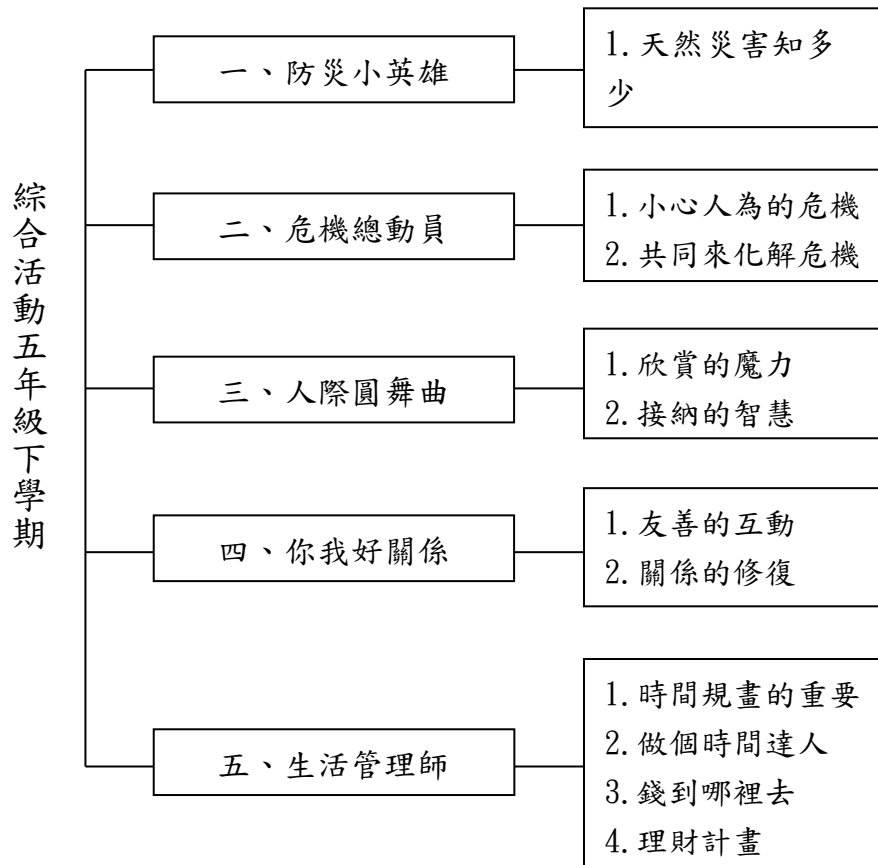 綜合活動五年級下學期
一、防災小英雄
1.天然災害知多
少
二、危機總動員
1.小心人為的危機
2.共同來化解危機
三、人際圓舞曲
1.欣賞的魔力
2.接納的智慧
四、你我好關係
1.友善的互動
2.關係的修復
五、生活管理師
1.時間規畫的重要
2.做個時間達人
3.錢到哪裡去
4.理財計畫